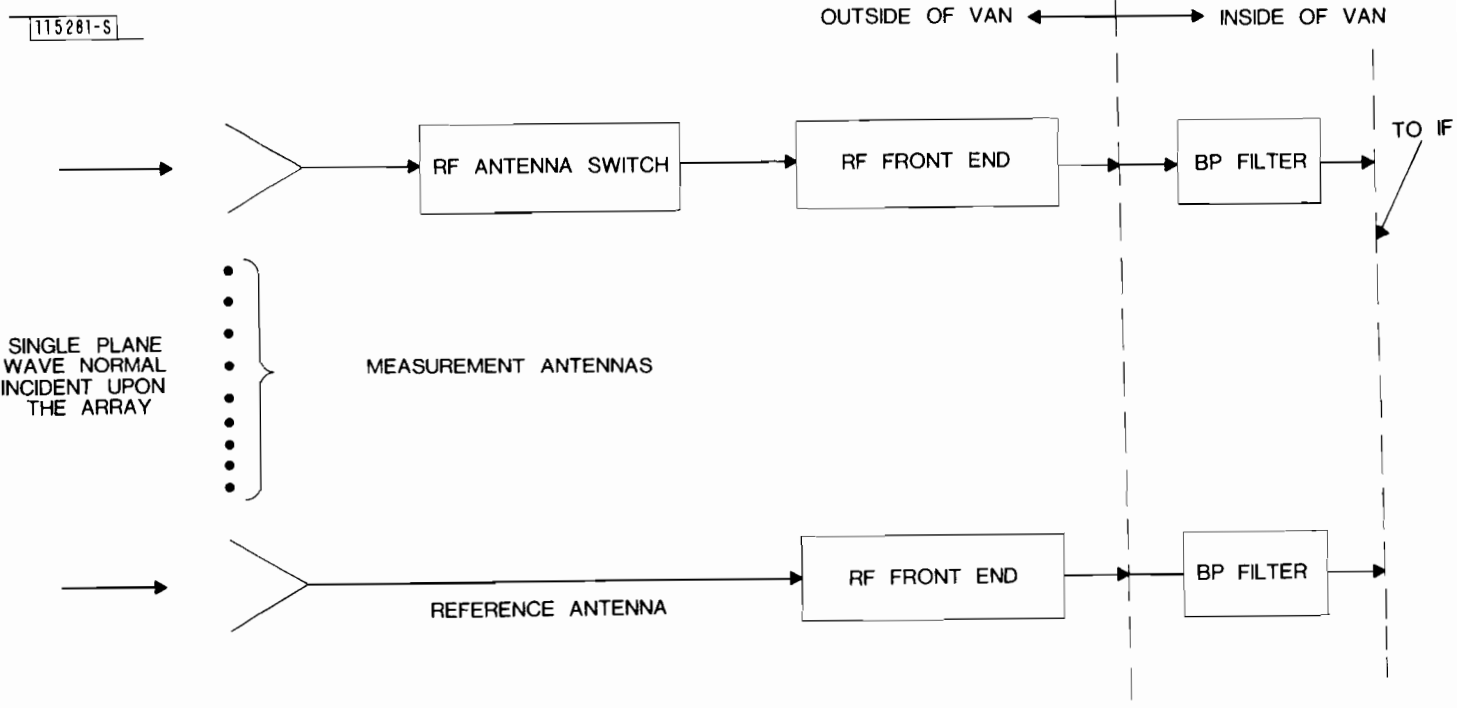 115281-S
OUTSIDE OF VAN
INSIDE OF VAN
TO IF
RF ANTENNA SWITCH
RF FRONT END
BP FILTER
SINGLE PLANE
WAVE NORMAL
INCIDENT UPON
THE ARRAY
MEASUREMENT ANTENNAS
RF FRONT END
BP FILTER
REFERENCE ANTENNA